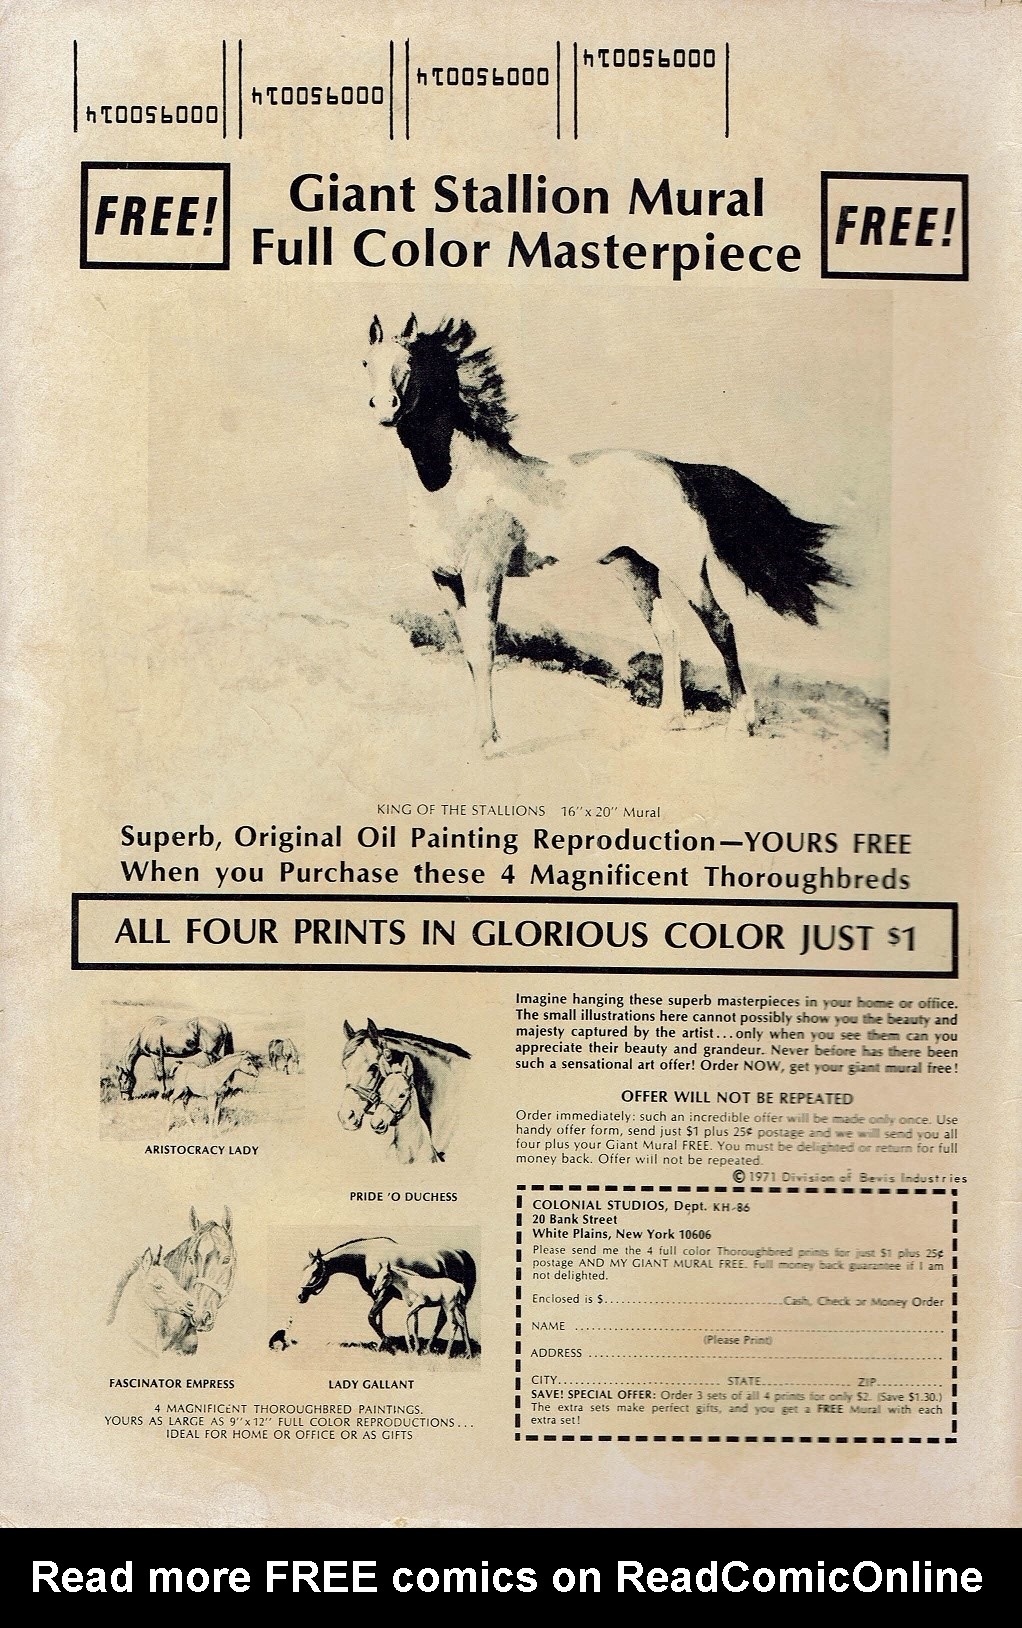 000950014
000950014
000950014
000950014
FREE!
Giant Stallion Mural
Full Color Masterpiece
FREE!
KING OF THE STALLIONS 16"x 20" Mural
Superb, Original Oil Painting Reproduction—YOURS FREE
When you Purchase these 4 Magnificent Thoroughbreds
ALL FOUR PRINTS IN GLORIOUS COLOR JUST $1
ARISTOCRACY LADY
PRIDE 'O DUCHESS
FASCINATOR EMPRESS
LADY GALLANT
4 MAGNIFICENT THOROUGHBRED PAINTINGS.
YOURS AS LARGE AS 9"x12" FULL COLOR REPRODUCTIONS...
IDEAL FOR HOME OR OFFICE OR AS GIFTS
Imagine hanging these superb masterpieces in your home or office.
The small illustrations here cannot possibly show you the beauty and
majesty captured by the artist...only when you see them can you
appreciate their beauty and grandeur. Never before has there been
such a sensational art offer! Order NOW, get your giant mural free!
OFFER WILL NOT BE REPEATED
Order immediately: such an incredible offer will be made only once. Use
handy offer form, send just $1 plus 25¢ postage and we will send you all
four plus your Giant Mural FREE. You must be delighted or return for full
money back. Offer will not be repeated.
© 1971 Division of Bevis Industries
COLONIAL STUDIOS, Dept. KH-86
20 Bank Street
White Plains, New York 10606
Please send me the 4 full color Thoroughbred prints for just $1 plus 25¢
postage AND MY GIANT MURAL FREE. Full money back guarantee if I am
not delighted.
Enclosed is $........................................Cash, Check or Money Order
NAME ........................................
(Please Print)
ADDRESS ........................................
CITY.............................. STATE.................... ZIP..............
SAVE! SPECIAL OFFER: Order 3 sets of all 4 prints for only $2. (Save $1.30.)
The extra sets make perfect gifts, and you get a FREE Mural with each
extra set!
Read more FREE comics on ReadComicOnline